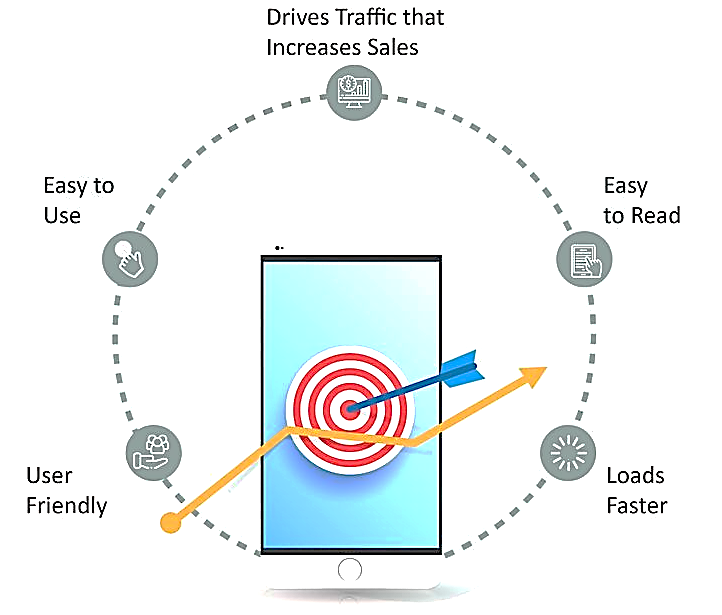 Drives Traffic that
Increases Sales
Easy to
Use
Easy
to Read
User
Friendly
Loads
Faster